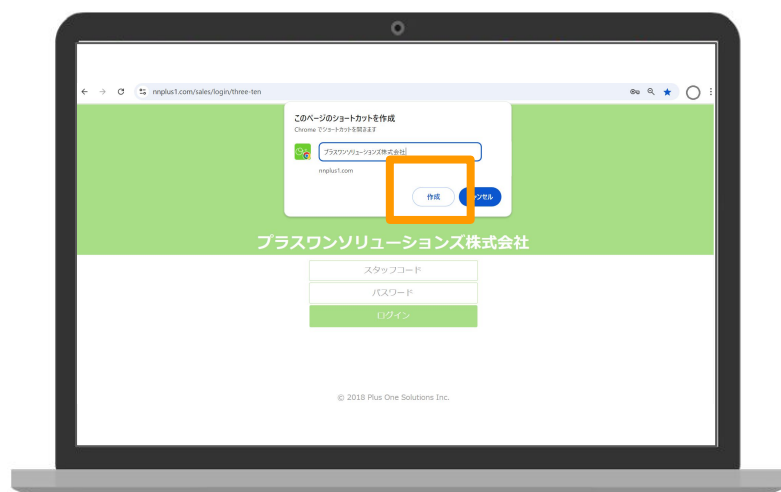 nnplus1.com/sales/login/three-ten
このページのショートカットを作成
Chrome でショートカットを開きます
プラスワンソリューションズ株式会社
nnplus1.com
作成
キャンセル
プラスワンソリューションズ株式会社
スタッフコード
パスワード
ログイン
© 2018 Plus One Solutions Inc.